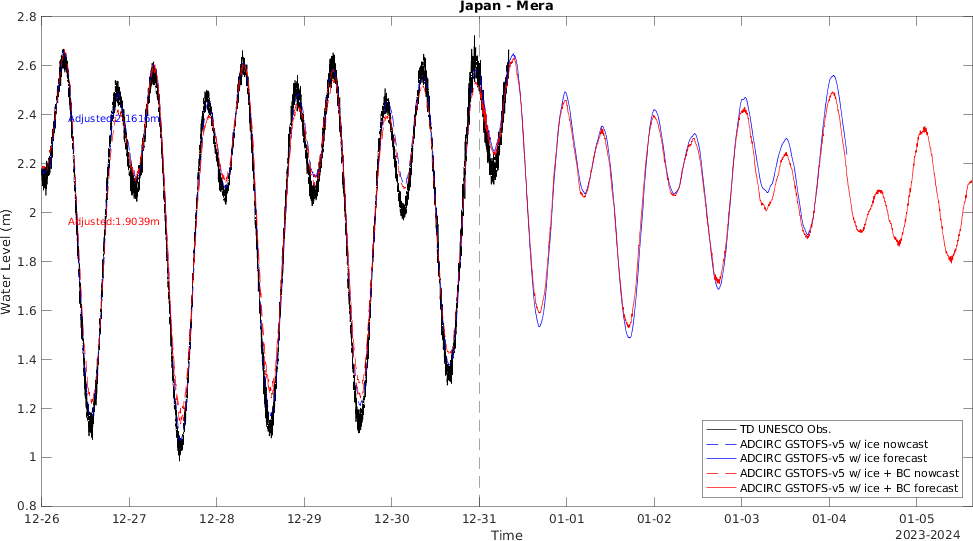 Japan - Mera
2.8
2.6
2.4
2.2
2
1.8
1.6
1.4
1.2
1
0.8
Water Level (m)
Adjusted:2.1616m
Adjusted:1.9039m
TD UNESCO Obs.
ADCIRC GSTOFS-v5 w/ ice nowcast
ADCIRC GSTOFS-v5 w/ ice forecast
ADCIRC GSTOFS-v5 w/ ice + BC nowcast
ADCIRC GSTOFS-v5 w/ ice + BC forecast
12-26 12-27 12-28 12-29 12-30 12-31 01-01 01-02 01-03 01-04 01-05
Time
2023-2024